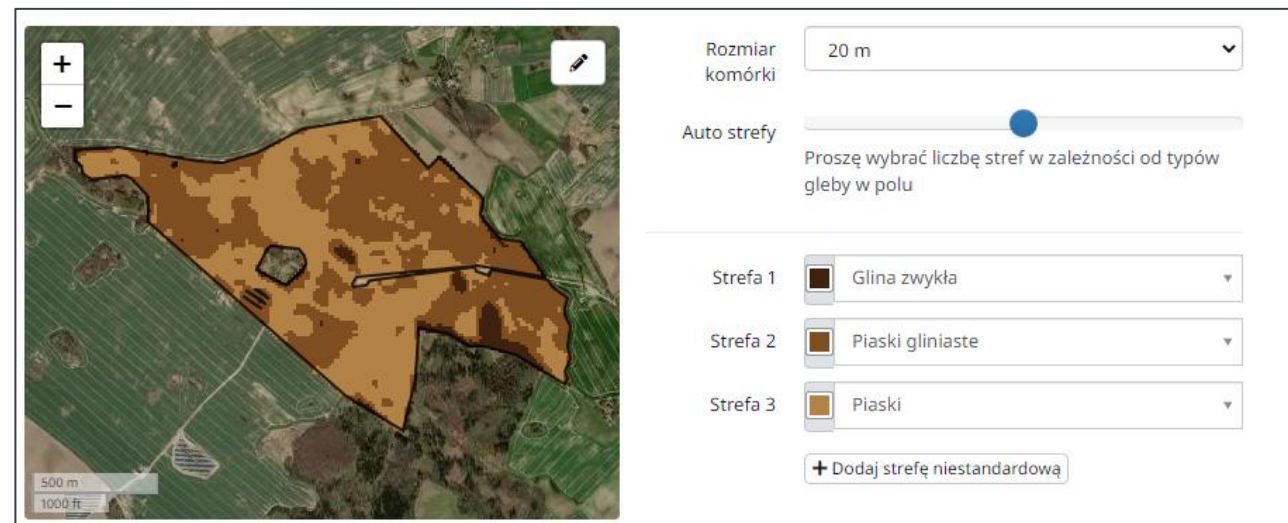 +
−
500 m
1000 ft
Rozmiar
komórki
20 m
Auto strefy
Proszę wybrać liczbę stref w zależności od typów
gleby w polu
Strefa 1
Glina zwykła
Strefa 2
Piaski gliniaste
Strefa 3
Piaski
+ Dodaj strefę niestandardową